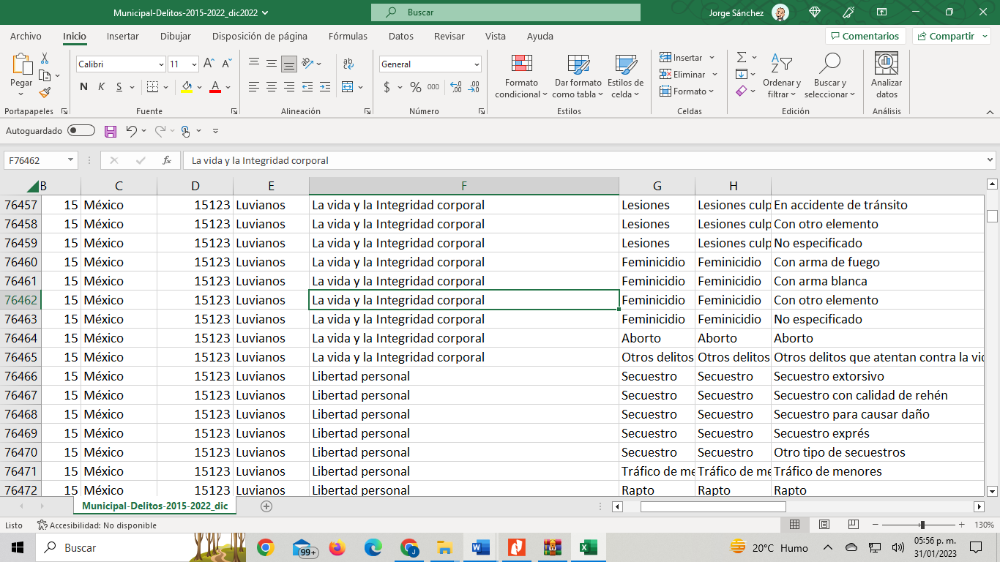 Municipal-Delitos-2015-2022_dic2022
Buscar
Jorge Sánchez
Archivo Inicio Insertar Dibujar Disposición de página Fórmulas Datos Revisar Vista Ayuda
Comentarios Compartir
Pegar
Calibri 11
N K S
A A
ab
General
$ % 000
Formato condicional
Dar formato como tabla
Estilos de celda
Insertar
Eliminar
Formato
Ordenar y filtrar
Buscar y seleccionar
Analizar datos
Portapapeles Fuente Alineación Número Estilos Celdas Edición Análisis
Autoguardado
F76462 fx La vida y la Integridad corporal
B C D E F G H
76457 15 México 15123 Luvianos La vida y la Integridad corporal Lesiones Lesiones culp En accidente de tránsito
76458 15 México 15123 Luvianos La vida y la Integridad corporal Lesiones Lesiones culp Con otro elemento
76459 15 México 15123 Luvianos La vida y la Integridad corporal Lesiones Lesiones culp No especificado
76460 15 México 15123 Luvianos La vida y la Integridad corporal Feminicidio Feminicidio Con arma de fuego
76461 15 México 15123 Luvianos La vida y la Integridad corporal Feminicidio Feminicidio Con arma blanca
76462 15 México 15123 Luvianos La vida y la Integridad corporal Feminicidio Feminicidio Con otro elemento
76463 15 México 15123 Luvianos La vida y la Integridad corporal Feminicidio Feminicidio No especificado
76464 15 México 15123 Luvianos La vida y la Integridad corporal Aborto Aborto Aborto
76465 15 México 15123 Luvianos La vida y la Integridad corporal Otros delitos Otros delitos Otros delitos que atentan contra la vid
76466 15 México 15123 Luvianos Libertad personal Secuestro Secuestro Secuestro extorsivo
76467 15 México 15123 Luvianos Libertad personal Secuestro Secuestro Secuestro con calidad de rehén
76468 15 México 15123 Luvianos Libertad personal Secuestro Secuestro Secuestro para causar daño
76469 15 México 15123 Luvianos Libertad personal Secuestro Secuestro Secuestro exprés
76470 15 México 15123 Luvianos Libertad personal Secuestro Secuestro Otro tipo de secuestros
76471 15 México 15123 Luvianos Libertad personal Tráfico de me Tráfico de me Tráfico de menores
76472 15 México 15123 Luvianos Libertad personal Rapto Rapto Rapto
Municipal-Delitos-2015-2022_dic
Listo Accesibilidad: No disponible 130%
Buscar
99+
20°C Humo
05:56 p. m.
31/01/2023